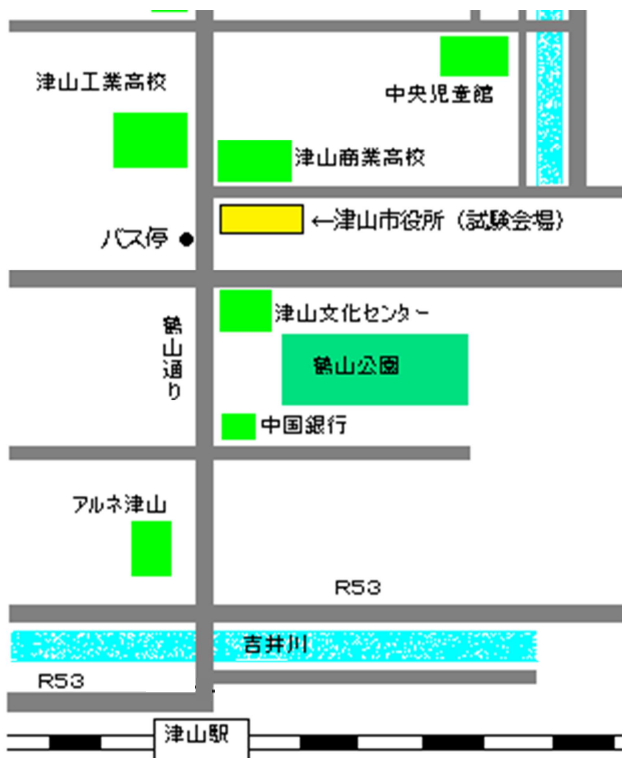 津山工業高校
中央児童館
津山商業高校
←津山市役所（試験会場）
バス停
津山文化センター
鶴山通り
鶴山公園
中国銀行
アルネ津山
R53
吉井川
R53
津山駅